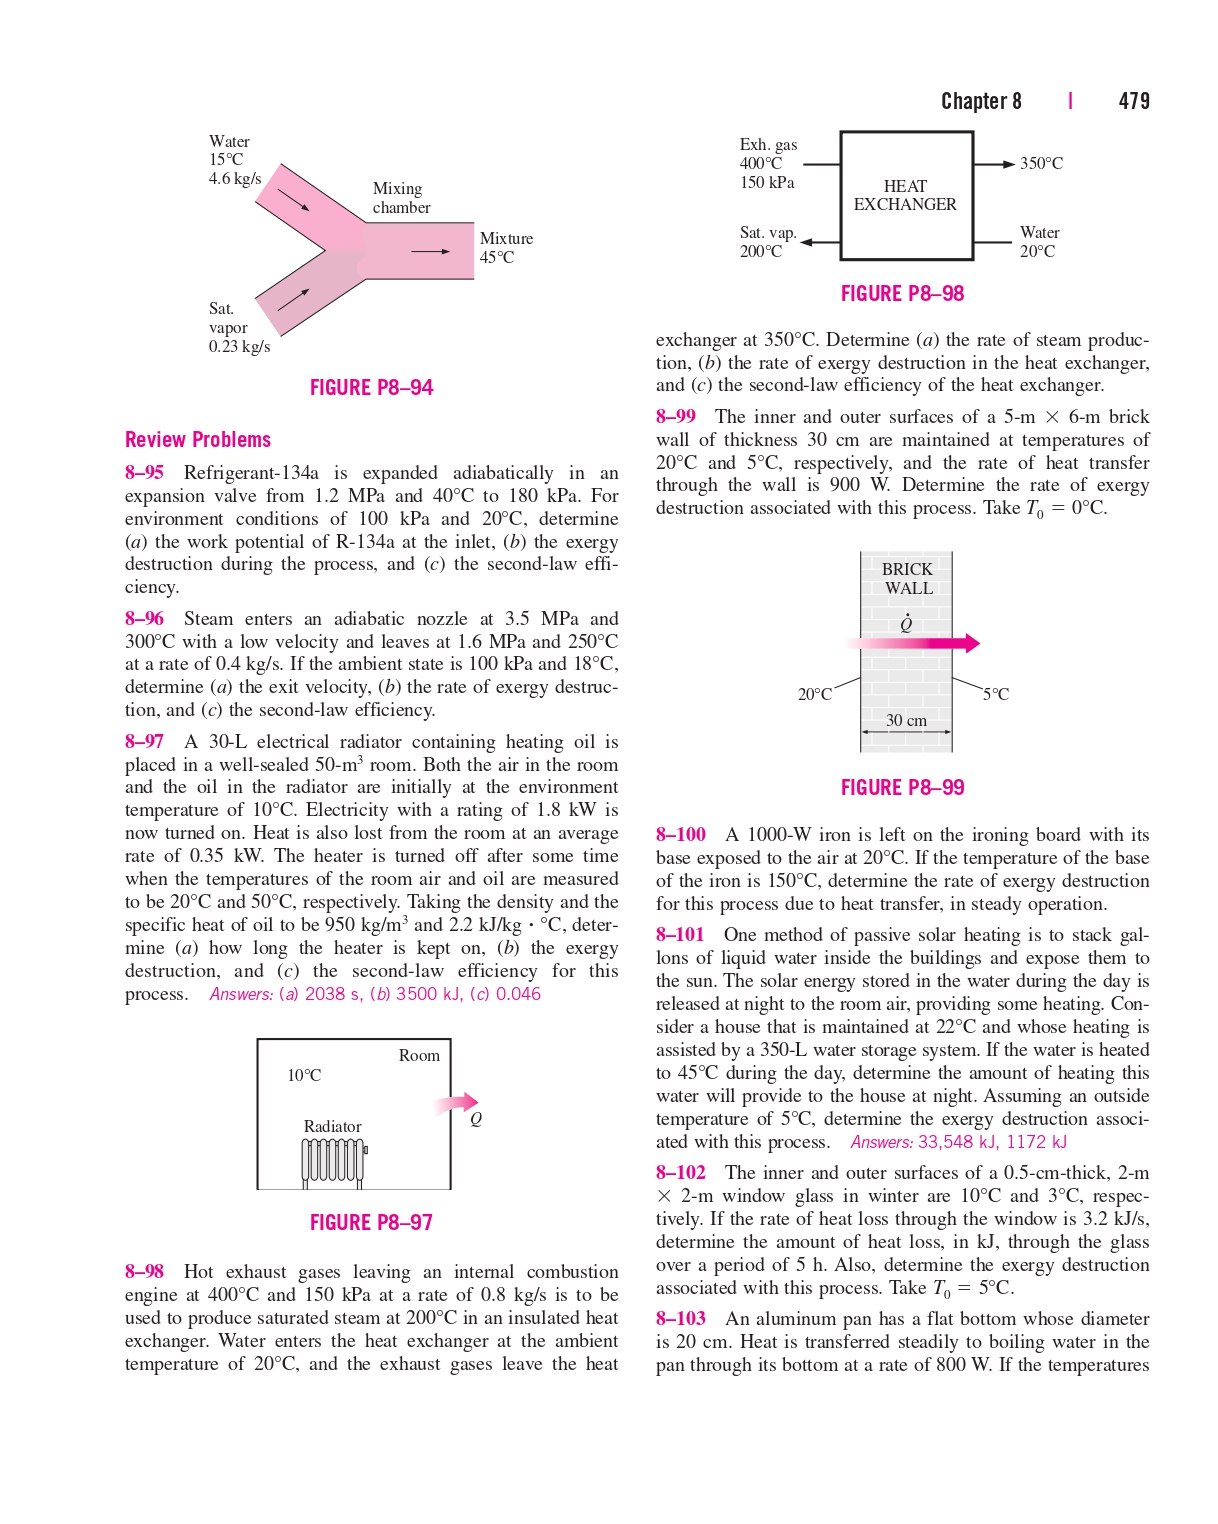 Chapter 8 | 479
Water
15°C
4.6 kg/s
Mixing
chamber
Mixture
45°C
Sat.
vapor
0.23 kg/s
FIGURE P8–94
Review Problems
8–95 Refrigerant-134a is expanded adiabatically in an
expansion valve from 1.2 MPa and 40°C to 180 kPa. For
environment conditions of 100 kPa and 20°C, determine
(a) the work potential of R-134a at the inlet, (b) the exergy
destruction during the process, and (c) the second-law effi-
ciency.
8–96 Steam enters an adiabatic nozzle at 3.5 MPa and
300°C with a low velocity and leaves at 1.6 MPa and 250°C
at a rate of 0.4 kg/s. If the ambient state is 100 kPa and 18°C,
determine (a) the exit velocity, (b) the rate of exergy destruc-
tion, and (c) the second-law efficiency.
8–97 A 30-L electrical radiator containing heating oil is
placed in a well-sealed 50-m³ room. Both the air in the room
and the oil in the radiator are initially at the environment
temperature of 10°C. Electricity with a rating of 1.8 kW is
now turned on. Heat is also lost from the room at an average
rate of 0.35 kW. The heater is turned off after some time
when the temperatures of the room air and oil are measured
to be 20°C and 50°C, respectively. Taking the density and the
specific heat of oil to be 950 kg/m³ and 2.2 kJ/kg · °C, deter-
mine (a) how long the heater is kept on, (b) the exergy
destruction, and (c) the second-law efficiency for this
process. Answers: (a) 2038 s, (b) 3500 kJ, (c) 0.046
Room
10°C
Radiator
Q
FIGURE P8–97
8–98 Hot exhaust gases leaving an internal combustion
engine at 400°C and 150 kPa at a rate of 0.8 kg/s is to be
used to produce saturated steam at 200°C in an insulated heat
exchanger. Water enters the heat exchanger at the ambient
temperature of 20°C, and the exhaust gases leave the heat
Exh. gas
400°C
150 kPa
350°C
HEAT
EXCHANGER
Sat. vap.
200°C
Water
20°C
FIGURE P8–98
exchanger at 350°C. Determine (a) the rate of steam produc-
tion, (b) the rate of exergy destruction in the heat exchanger,
and (c) the second-law efficiency of the heat exchanger.
8–99 The inner and outer surfaces of a 5-m × 6-m brick
wall of thickness 30 cm are maintained at temperatures of
20°C and 5°C, respectively, and the rate of heat transfer
through the wall is 900 W. Determine the rate of exergy
destruction associated with this process. Take T₀ = 0°C.
BRICK
WALL
Q̇
20°C
5°C
30 cm
FIGURE P8–99
8–100 A 1000-W iron is left on the ironing board with its
base exposed to the air at 20°C. If the temperature of the base
of the iron is 150°C, determine the rate of exergy destruction
for this process due to heat transfer, in steady operation.
8–101 One method of passive solar heating is to stack gal-
lons of liquid water inside the buildings and expose them to
the sun. The solar energy stored in the water during the day is
released at night to the room air, providing some heating. Con-
sider a house that is maintained at 22°C and whose heating is
assisted by a 350-L water storage system. If the water is heated
to 45°C during the day, determine the amount of heating this
water will provide to the house at night. Assuming an outside
temperature of 5°C, determine the exergy destruction associ-
ated with this process. Answers: 33,548 kJ, 1172 kJ
8–102 The inner and outer surfaces of a 0.5-cm-thick, 2-m
× 2-m window glass in winter are 10°C and 3°C, respec-
tively. If the rate of heat loss through the window is 3.2 kJ/s,
determine the amount of heat loss, in kJ, through the glass
over a period of 5 h. Also, determine the exergy destruction
associated with this process. Take T₀ = 5°C.
8–103 An aluminum pan has a flat bottom whose diameter
is 20 cm. Heat is transferred steadily to boiling water in the
pan through its bottom at a rate of 800 W. If the temperatures